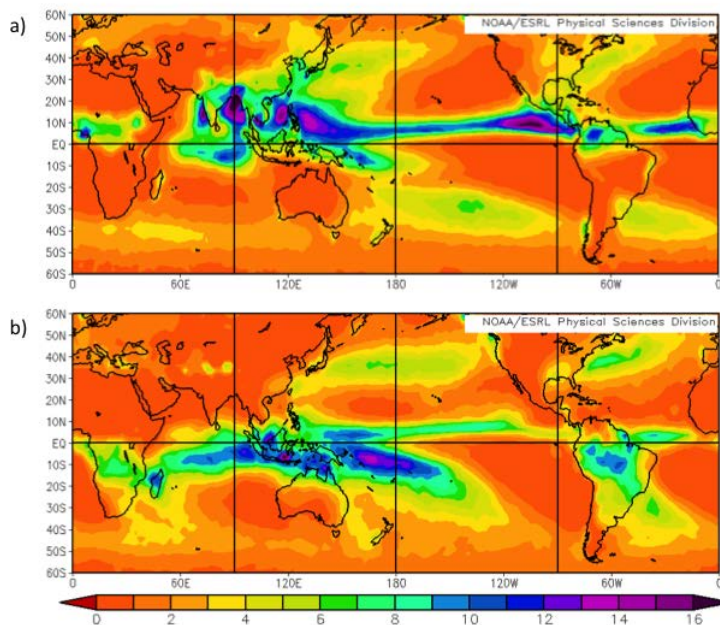 a)
NOAA/ESRL Physical Sciences Division
60N
50N
40N
30N
20N
10N
EQ
10S
20S
30S
40S
50S
60S
0 60E 120E 180 120W 60W 0
b)
NOAA/ESRL Physical Sciences Division
60N
50N
40N
30N
20N
10N
EQ
10S
20S
30S
40S
50S
60S
0 60E 120E 180 120W 60W 0
0 2 4 6 8 10 12 14 16